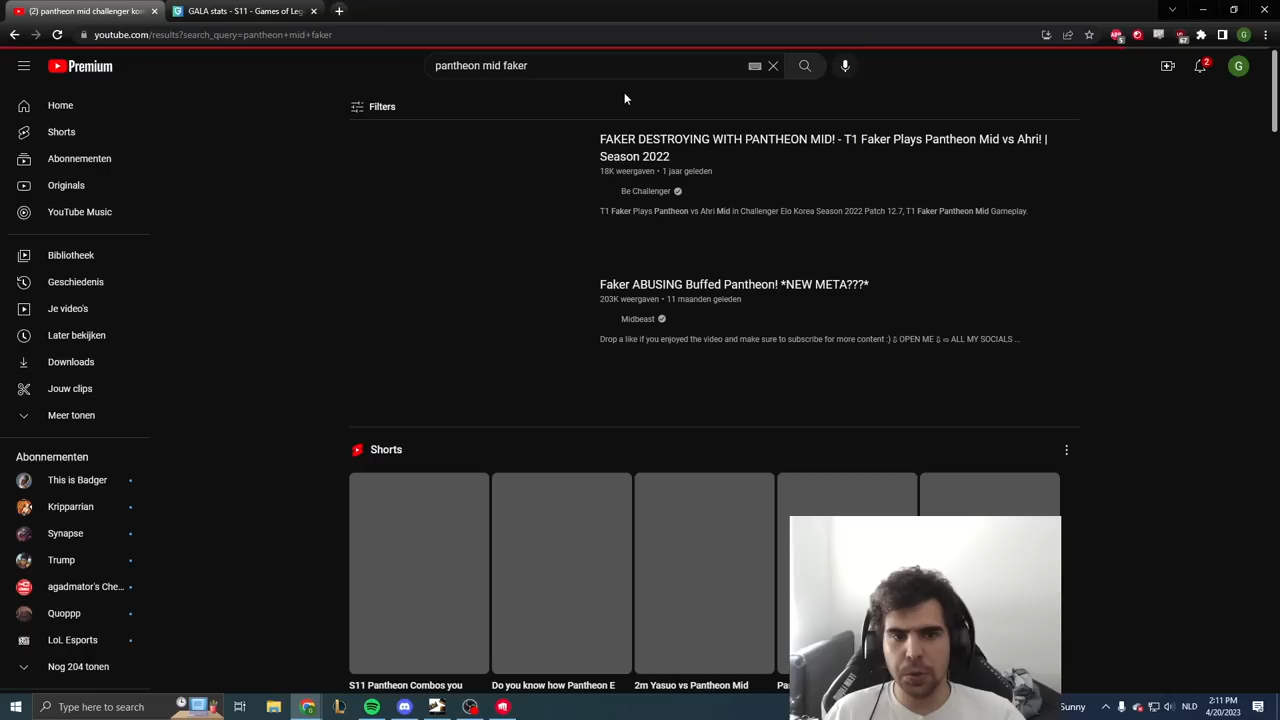 (2) pantheon mid challenger kore
GALA stats - S11 - Games of Leg
youtube.com/results?search_query=pantheon+mid+faker
Premium
pantheon mid faker
2
Home
Shorts
Abonnementen
Originals
YouTube Music
Bibliotheek
Geschiedenis
Je video's
Later bekijken
Downloads
Jouw clips
Meer tonen
Abonnementen
This is Badger
Kripparrian
Synapse
Trump
agadmator's Che...
Quoppp
LoL Esports
Nog 204 tonen
Filters
FAKER DESTROYING WITH PANTHEON MID! - T1 Faker Plays Pantheon Mid vs Ahri! |
Season 2022
18K weergaven • 1 jaar geleden
Be Challenger
T1 Faker Plays Pantheon vs Ahri Mid in Challenger Elo Korea Season 2022 Patch 12.7, T1 Faker Pantheon Mid Gameplay.
Faker ABUSING Buffed Pantheon! *NEW META???*
203K weergaven • 11 maanden geleden
Midbeast
Drop a like if you enjoyed the video and make sure to subscribe for more content :) ⇩ OPEN ME ⇩ ⇨ ALL MY SOCIALS ...
Shorts
S11 Pantheon Combos you
Do you know how Pantheon E
2m Yasuo vs Pantheon Mid
Type here to search
Sunny
NLD
2:11 PM
4/20/2023